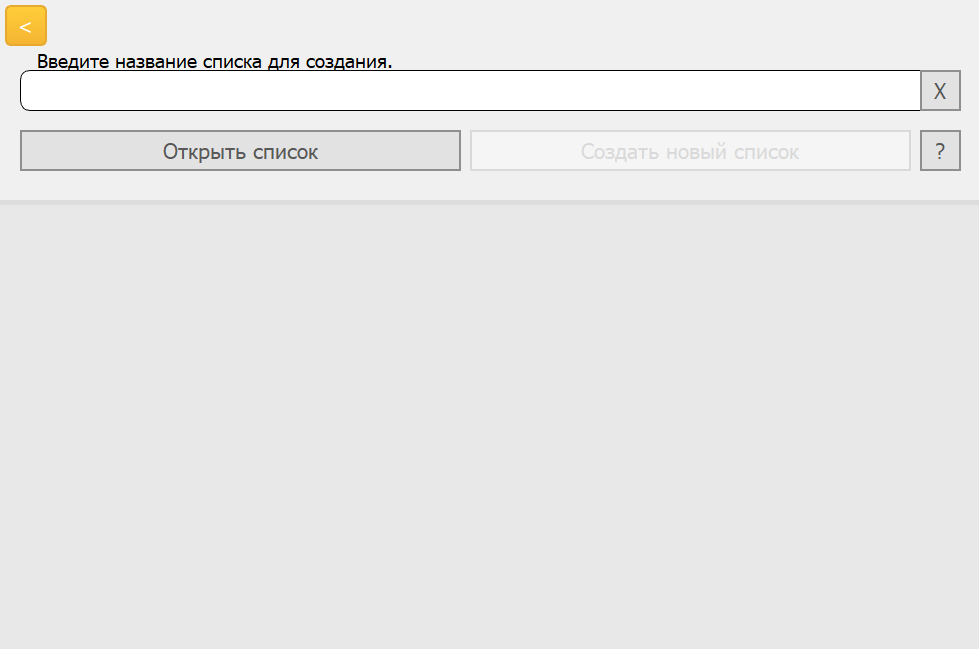 <
Введите название списка для создания.
X
Открыть список
Создать новый список
?